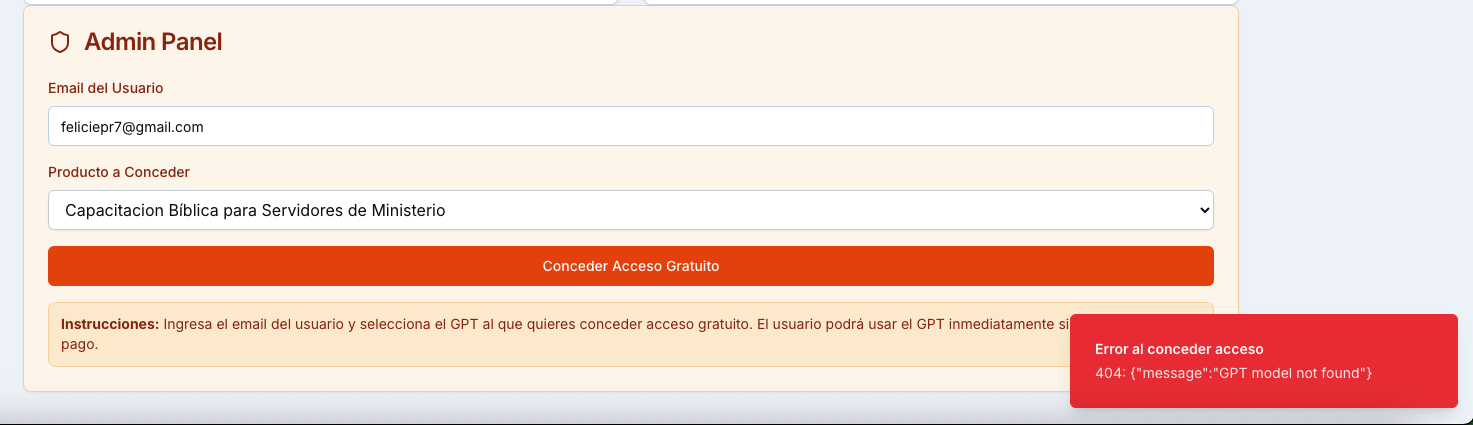 Admin Panel
Email del Usuario
feliciepr7@gmail.com
Producto a Conceder
Capacitacion Bíblica para Servidores de Ministerio
Conceder Acceso Gratuito
Instrucciones: Ingresa el email del usuario y selecciona el GPT al que quieres conceder acceso gratuito. El usuario podrá usar el GPT inmediatamente si
pago.
Error al conceder acceso
404: {"message":"GPT model not found"}